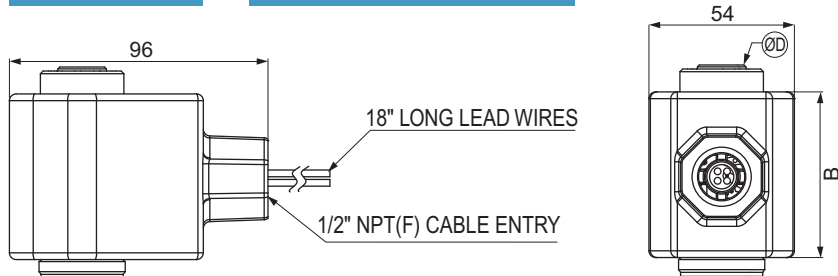 96
54
ØD
18" LONG LEAD WIRES
B
1/2" NPT(F) CABLE ENTRY